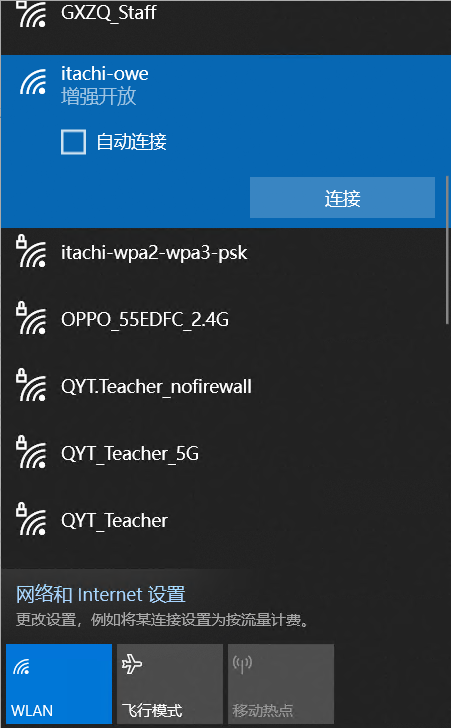 GXZQ_Staff
itachi-owe
增强开放
自动连接
连接
itachi-wpa2-wpa3-psk
OPPO_55EDFC_2.4G
QYT.Teacher_nofirewall
QYT_Teacher_5G
QYT_Teacher
网络和 Internet 设置
更改设置，例如将某连接设置为按流量计费。
WLAN
飞行模式
移动热点